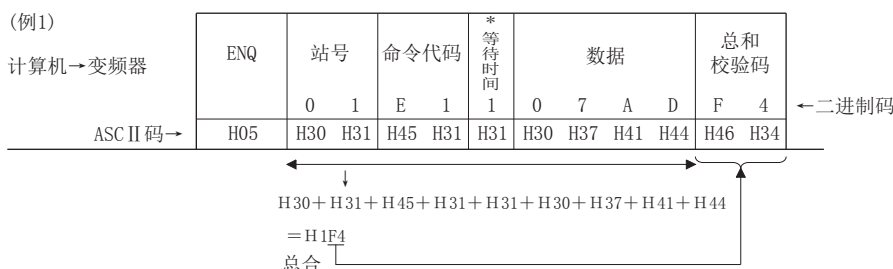 (例1)
计算机→变频器
ENQ 站号 命令代码 *等待时间 数据 总和校验码
0 1 E 1 1 0 7 A D F 4 ←二进制码
ASCⅡ码→ H05 H30 H31 H45 H31 H31 H30 H37 H41 H44 H46 H34
H30+H31+H45+H31+H31+H30+H37+H41+H44
=H1F4
总合